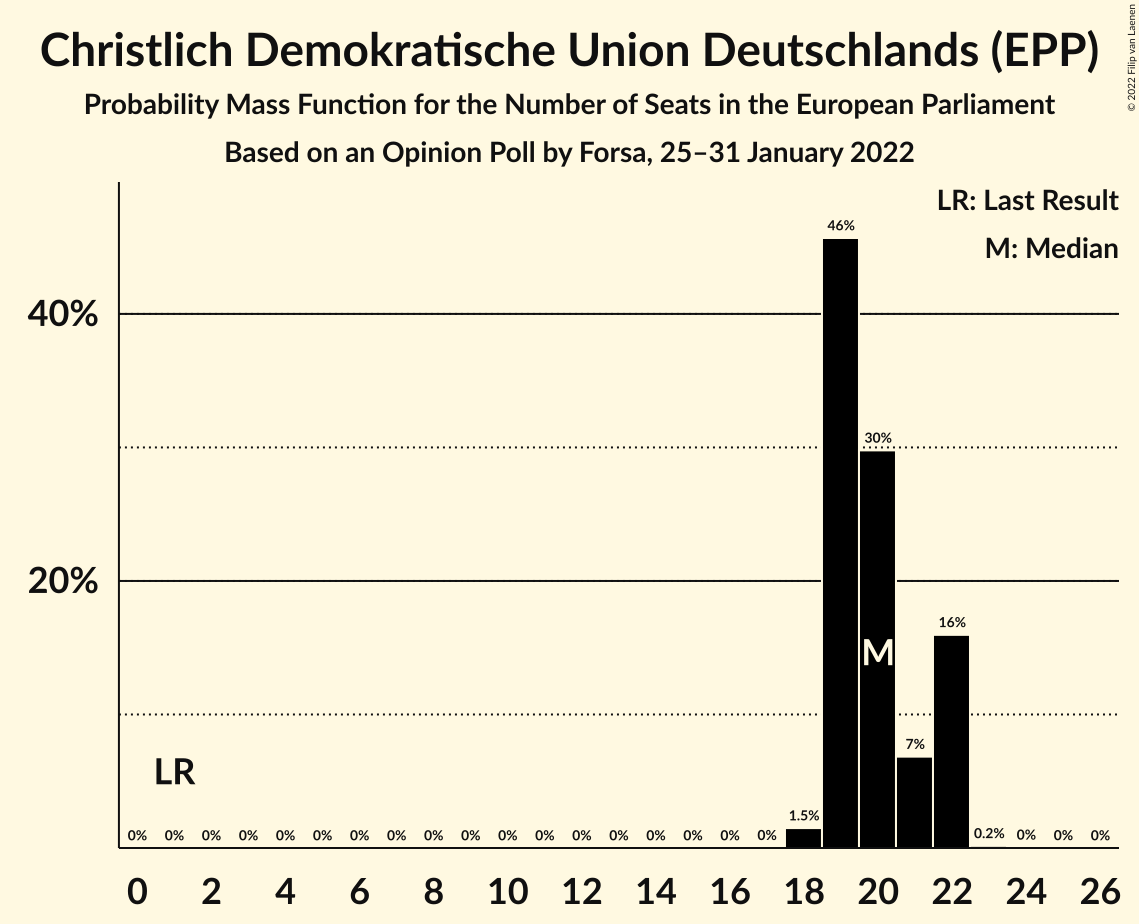 Christlich Demokratische Union Deutschlands (EPP)
Probability Mass Function for the Number of Seats in the European Parliament
Based on an Opinion Poll by Forsa, 25–31 January 2022
© 2022 Filip van Laenen
LR: Last Result
M: Median
46%
40%
30%
20%
16%
M
7%
LR
1.5%
0% 0% 0% 0% 0% 0% 0% 0% 0% 0% 0% 0% 0% 0% 0% 0% 0% 0% 0.2% 0% 0% 0%
0 2 4 6 8 10 12 14 16 18 20 22 24 26